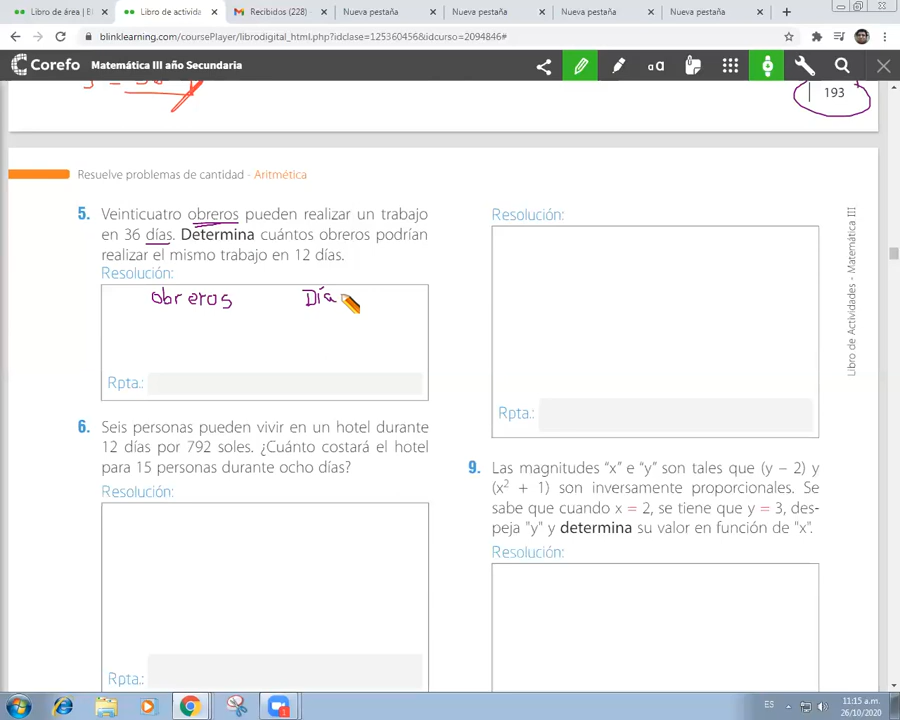 Libro de área | B
Libro de activida
Recibidos (228)
Nueva pestaña
Nueva pestaña
Nueva pestaña
Nueva pestaña
blinklearning.com/coursePlayer/librodigital_html.php?idclase=125360456&idcurso=2094846#
Corefo
Matemática III año Secundaria
aA
193
Resuelve problemas de cantidad - Aritmética
5. Veinticuatro obreros pueden realizar un trabajo
en 36 días. Determina cuántos obreros podrían
realizar el mismo trabajo en 12 días.
Resolución:
obreros Día
Rpta.:
6. Seis personas pueden vivir en un hotel durante
12 días por 792 soles. ¿Cuánto costará el hotel
para 15 personas durante ocho días?
Resolución:
Rpta.:
Resolución:
Rpta.:
9. Las magnitudes “x” e “y” son tales que (y − 2) y
(x² + 1) son inversamente proporcionales. Se
sabe que cuando x = 2, se tiene que y = 3, des-
peja "y" y determina su valor en función de "x".
Resolución:
Libro de Actividades - Matemática III
ES
11:15 a.m.
26/10/2020